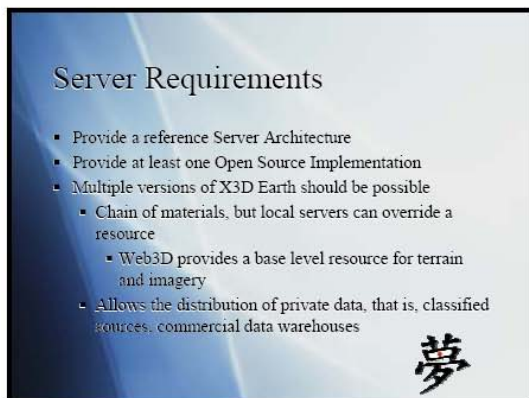 Server Requirements
▪ Provide a reference Server Architecture
▪ Provide at least one Open Source Implementation
▪ Multiple versions of X3D Earth should be possible
▪ Chain of materials, but local servers can override a
resource
▪ Web3D provides a base level resource for terrain
and imagery
▪ Allows the distribution of private data, that is, classified
sources, commercial data warehouses
夢